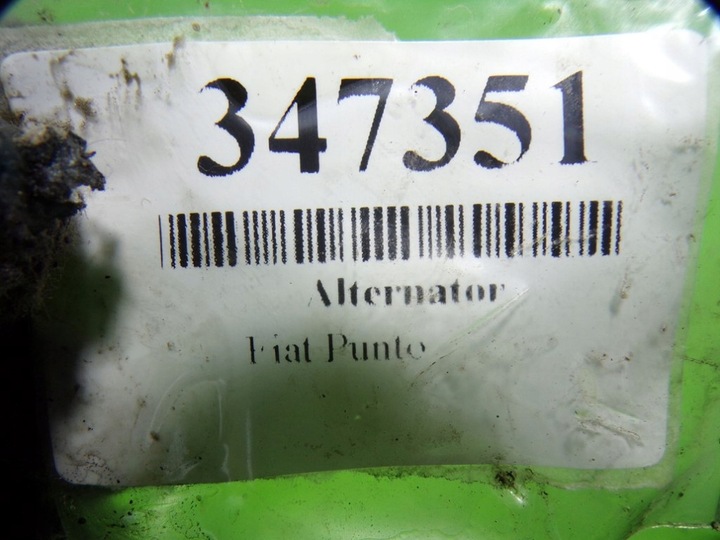 347351
Alternator
Fiat Punto